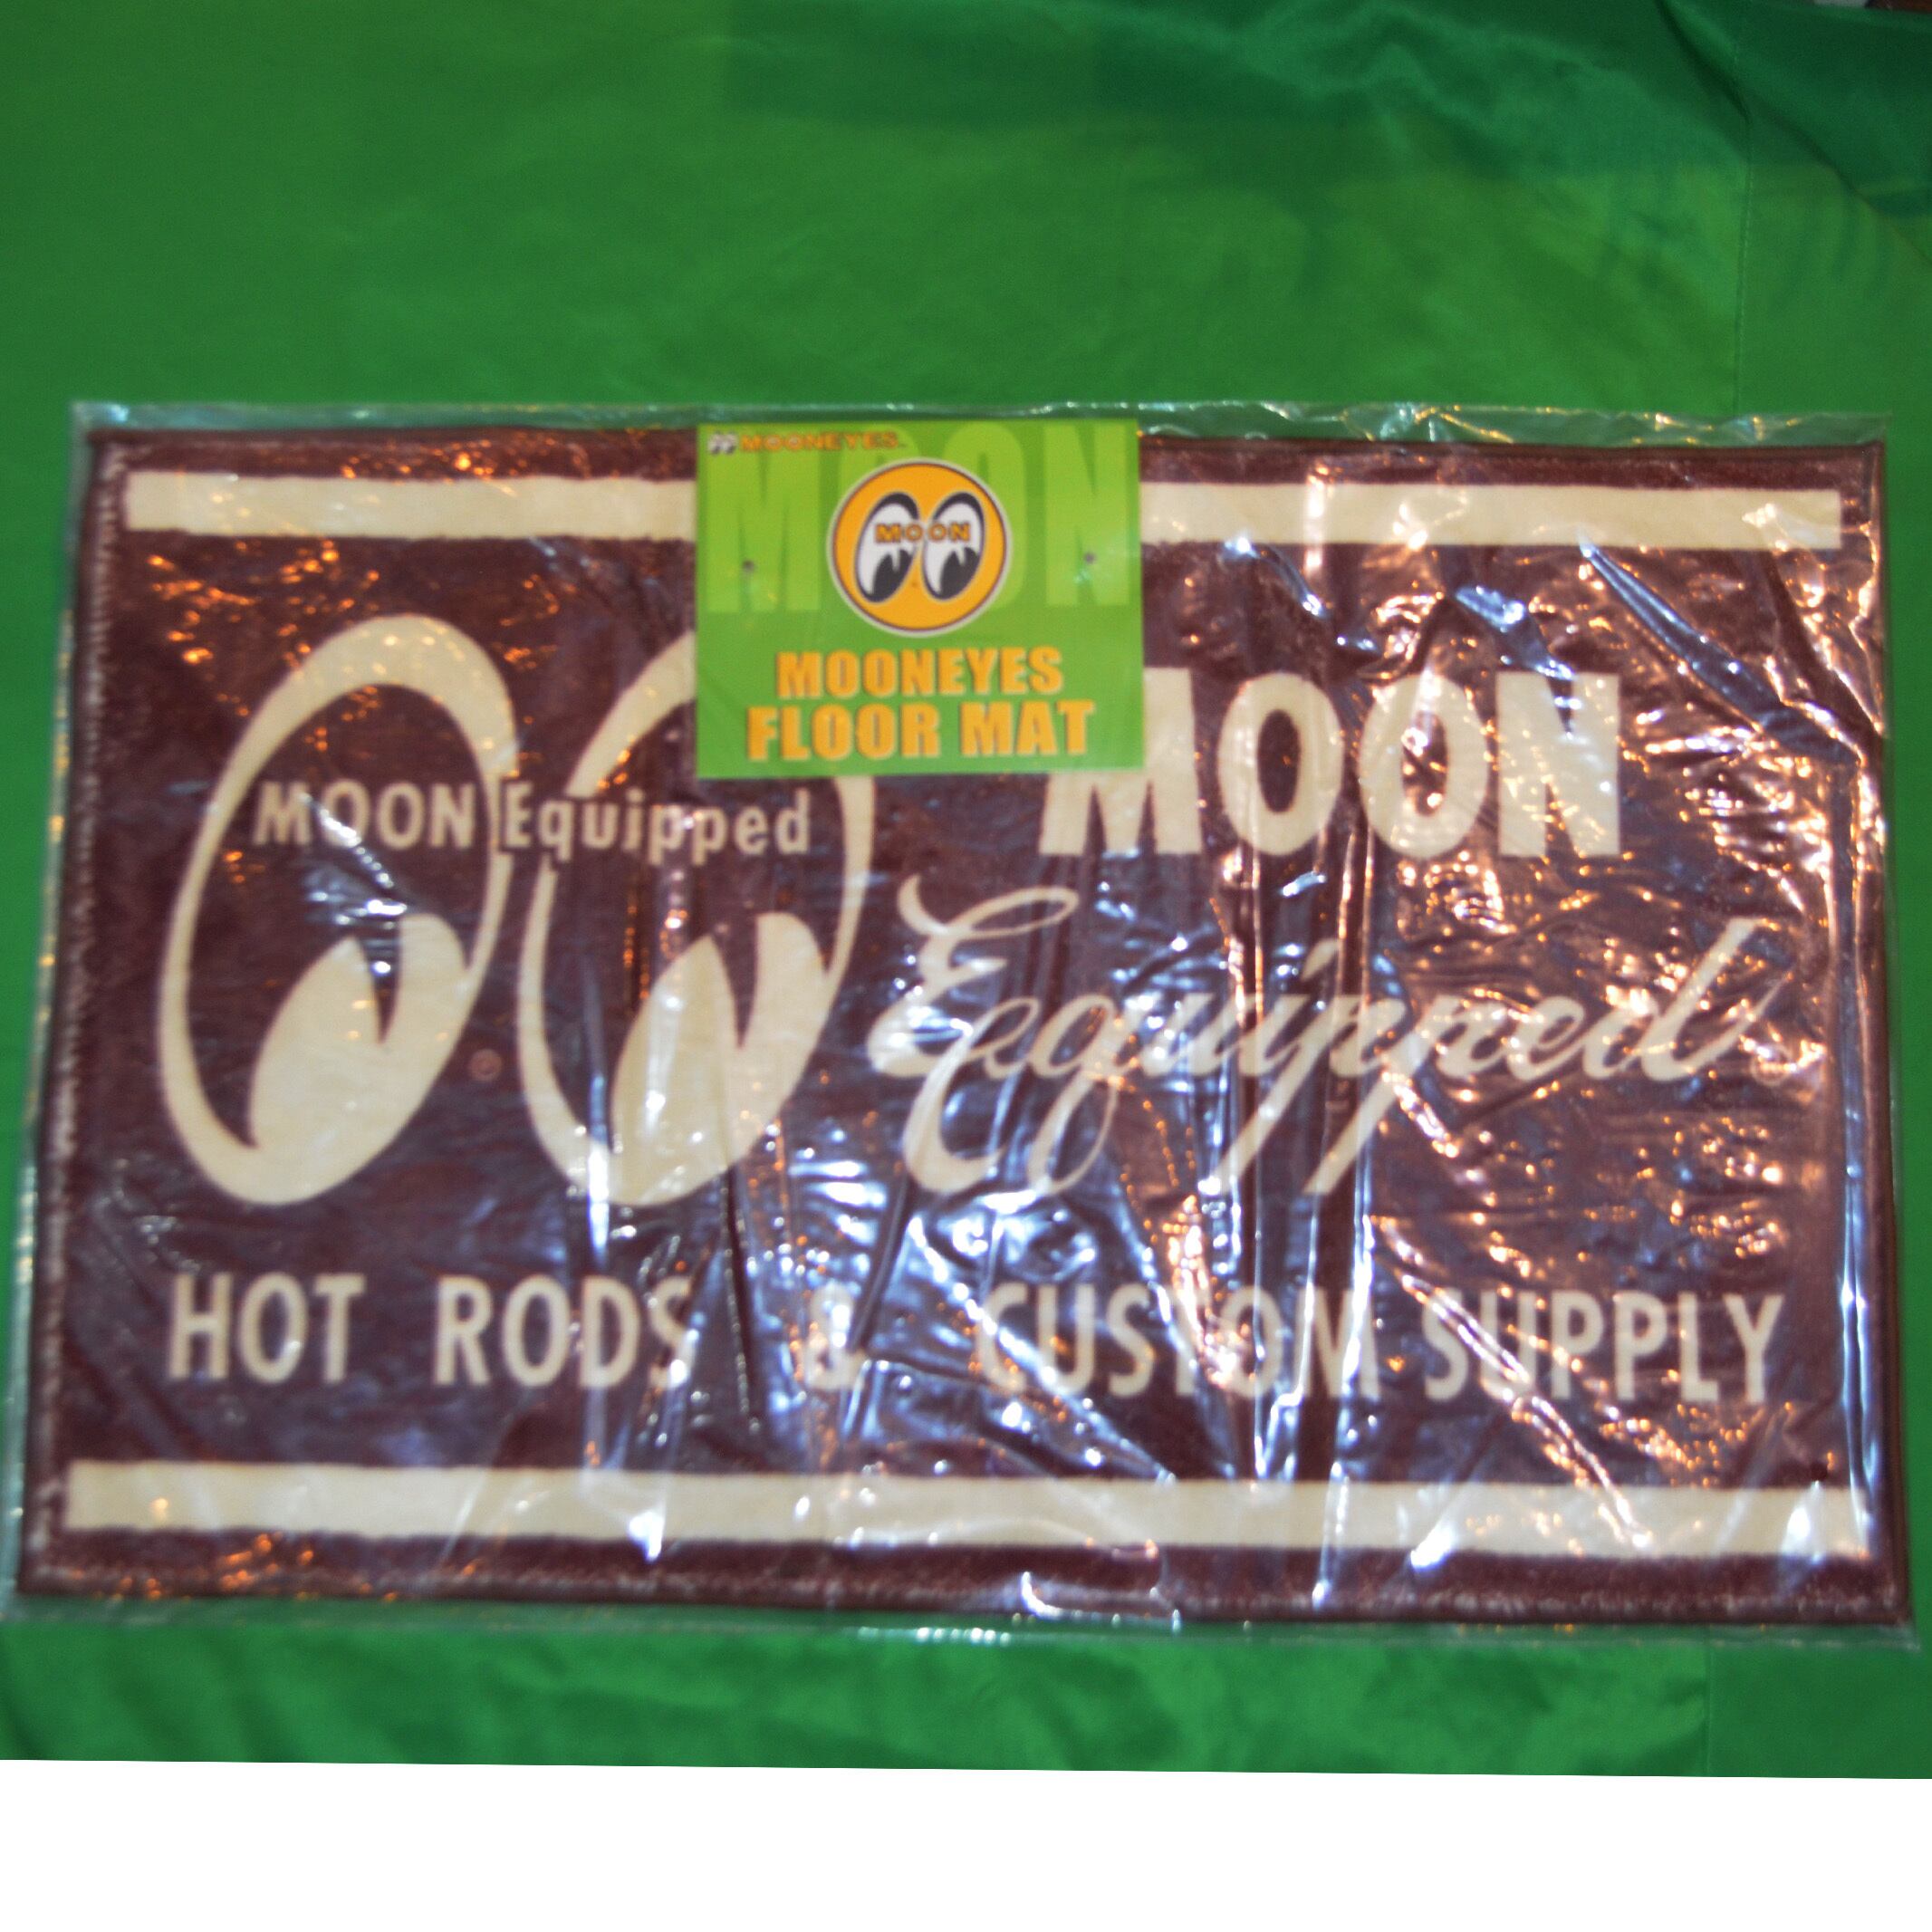 MOONEYES
MOON
MOON
MOONEYES
FLOOR MAT
MOON Equipped
MOON
Equipped
HOT RODS & CUSTOM SUPPLY